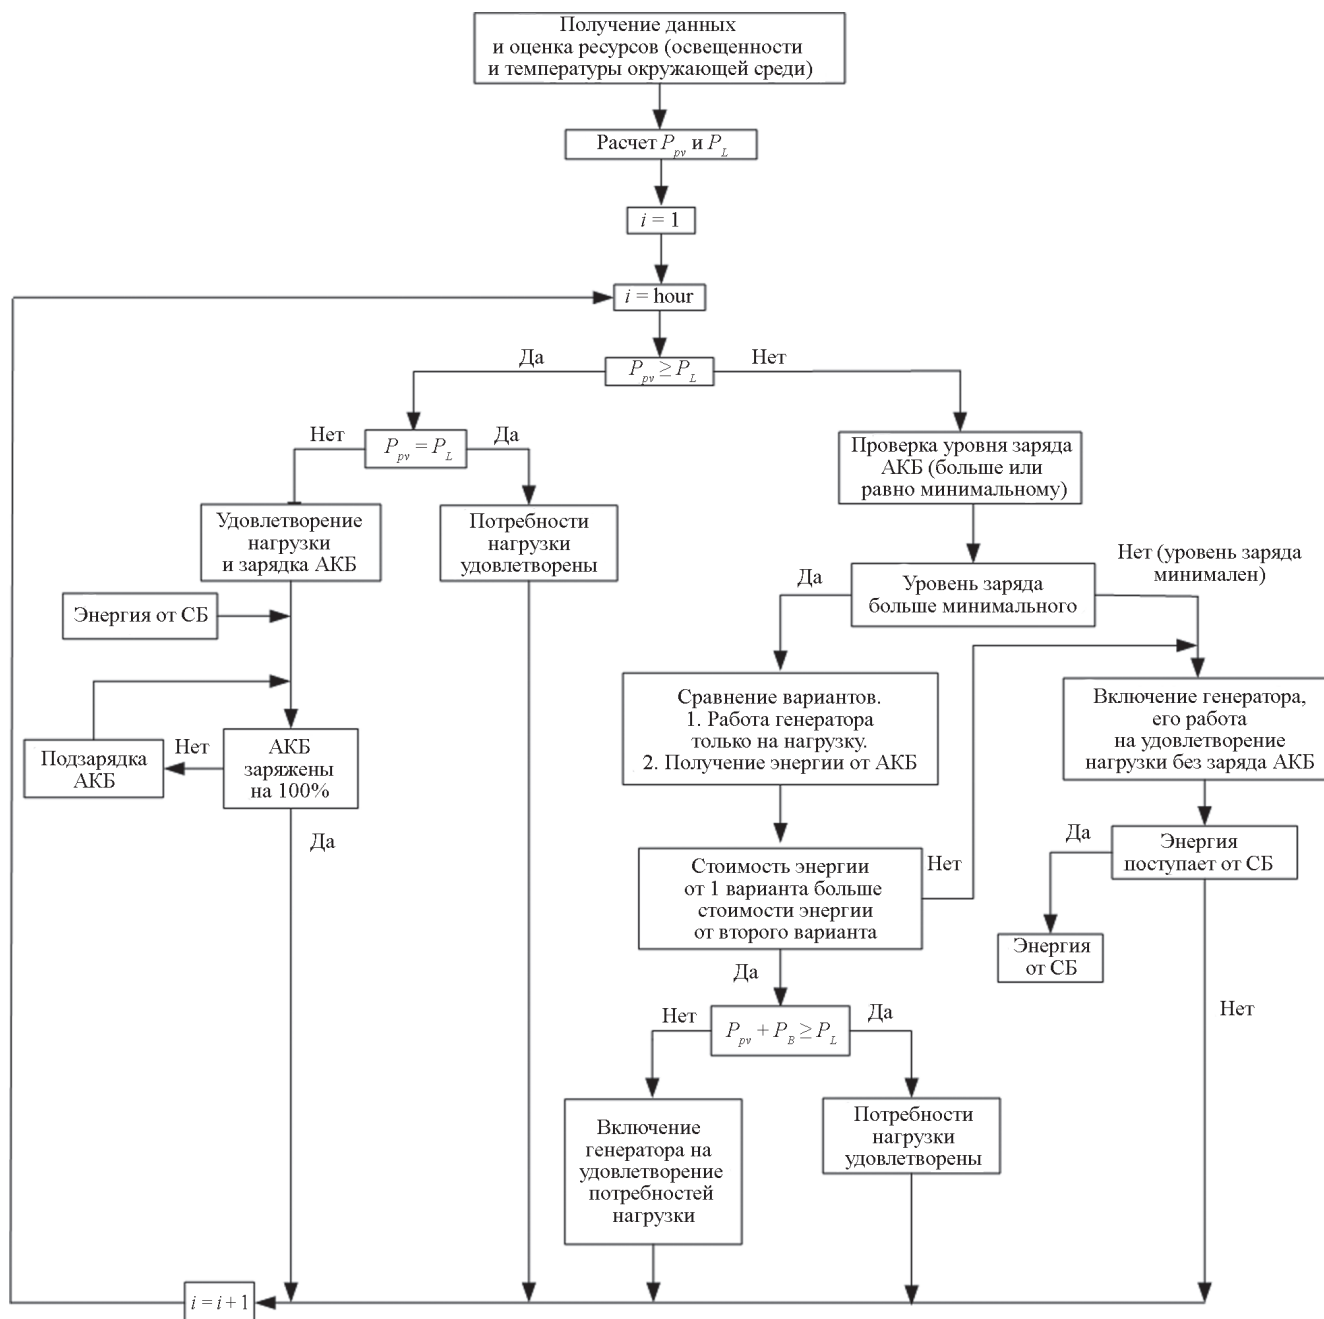 Получение данных
и оценка ресурсов (освещенности
и температуры окружающей среди)
Расчет P_pv и P_L
i = 1
i = hour
Да
Нет
P_pv ≥ P_L
Нет
Да
P_pv = P_L
Проверка уровня заряда
АКБ (больше или
равно минимальному)
Удовлетворение
нагрузки
и зарядка АКБ
Потребности
нагрузки
удовлетворены
Нет (уровень заряда
минимален)
Да
Уровень заряда
больше минимального
Энергия от СБ
Сравнение вариантов.
1. Работа генератора
только на нагрузку.
2. Получение энергии от АКБ
Включение генератора,
его работа
на удовлетворение
нагрузки без заряда АКБ
Подзарядка
АКБ
Нет
АКБ
заряжены
на 100%
Да
Стоимость энергии
от 1 варианта больше
стоимости энергии
от второго варианта
Нет
Да
Энергия
поступает от СБ
Энергия
от СБ
Да
Нет
Нет
Да
P_pv + P_B ≥ P_L
Включение
генератора на
удовлетворение
потребностей
нагрузки
Потребности
нагрузки
удовлетворены
i = i + 1